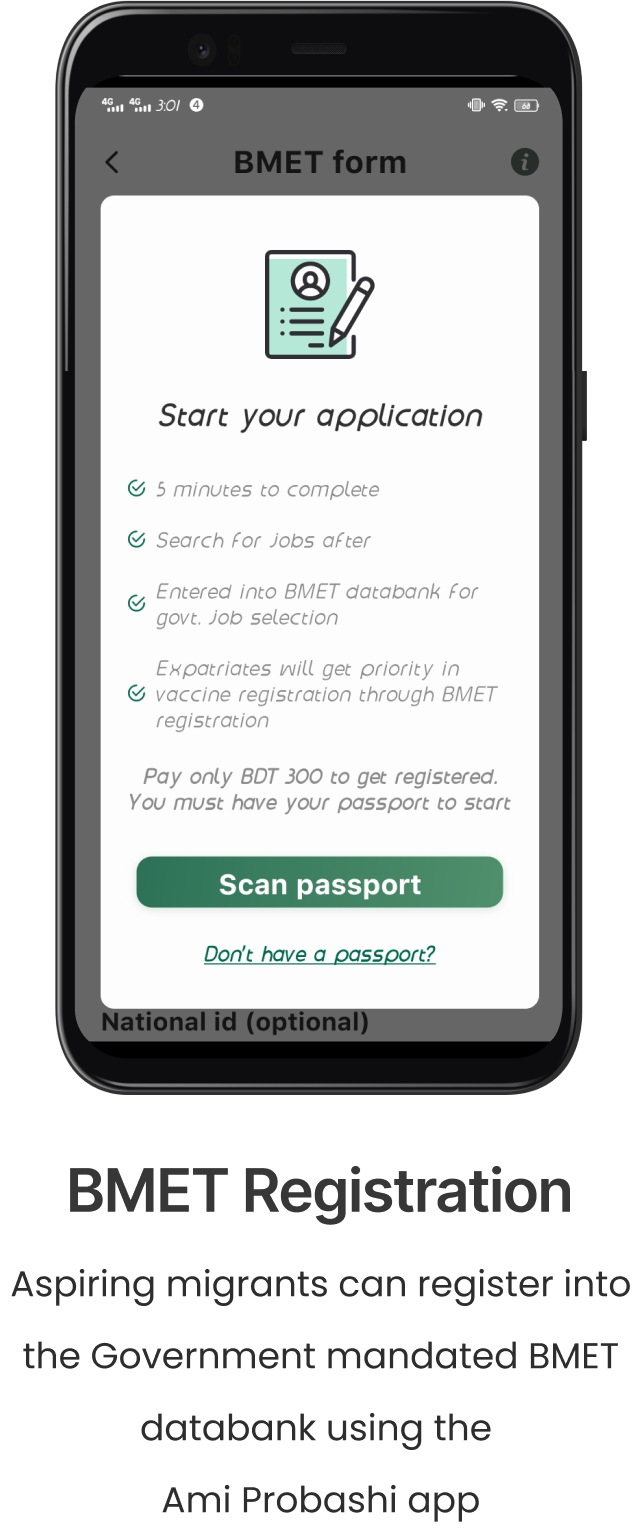 4G 4G 3:01 4 68
BMET form
Start your application
5 minutes to complete
Search for Jobs after
Entered into BMET databank for
govt. Job selection
Expatriates will get priority in
vaccine registration through BMET
registration
Pay only BDT 300 to get registered.
You must have your passport to start
Scan passport
Don't have a passport?
National id (optional)
BMET Registration
Aspiring migrants can register into
the Government mandated BMET
databank using the
Ami Probashi app